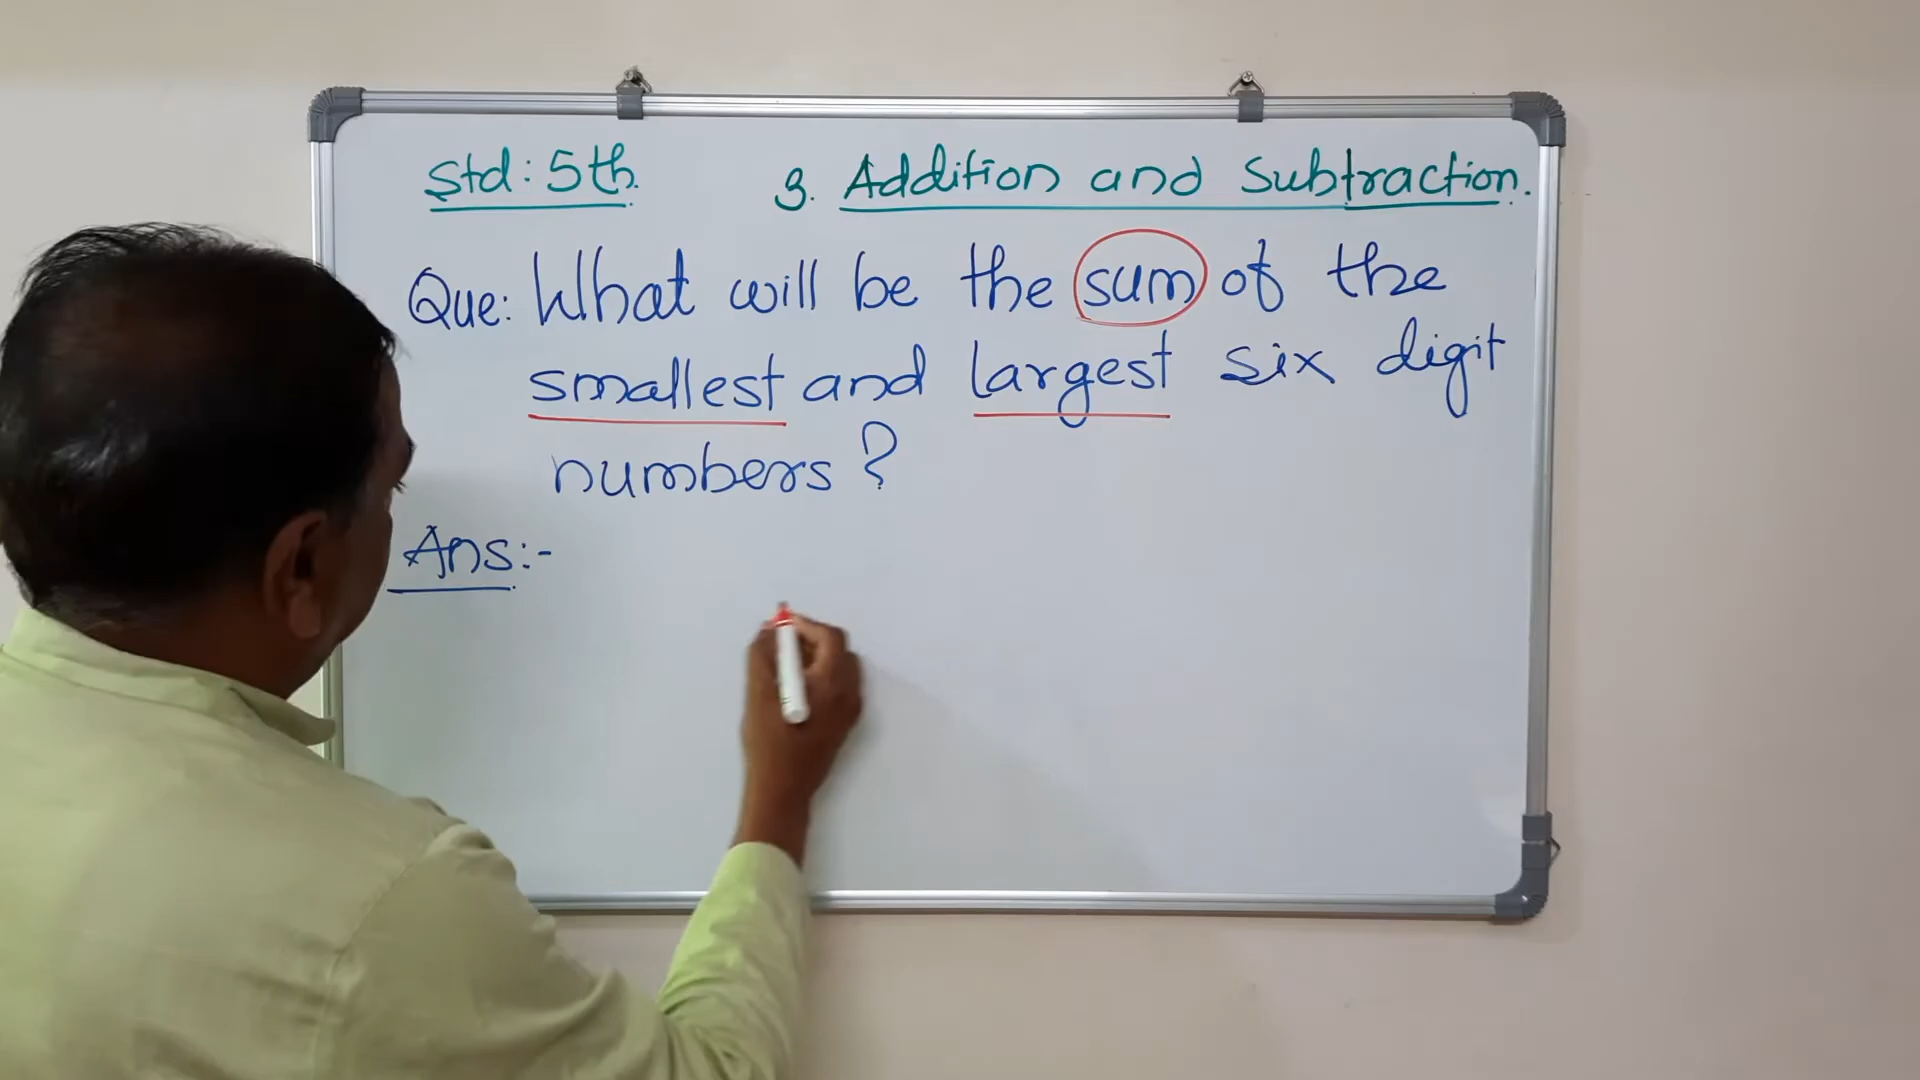 Std: 5th. 3. Addition and Subtraction.
Que: What will be the sum of the
smallest and largest six digit
numbers?
Ans:-